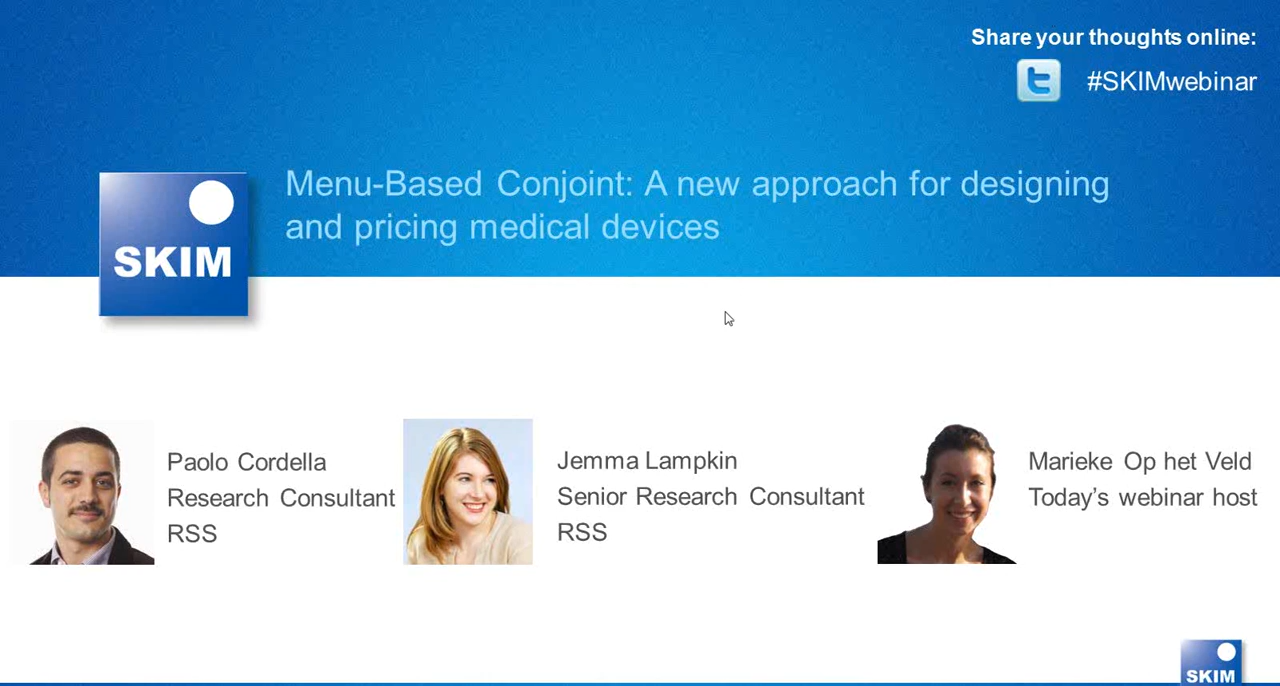 Share your thoughts online:
#SKIMwebinar
Menu-Based Conjoint: A new approach for designing
and pricing medical devices
SKIM
Paolo Cordella
Research Consultant
RSS
Jemma Lampkin
Senior Research Consultant
RSS
Marieke Op het Veld
Today's webinar host
SKIM